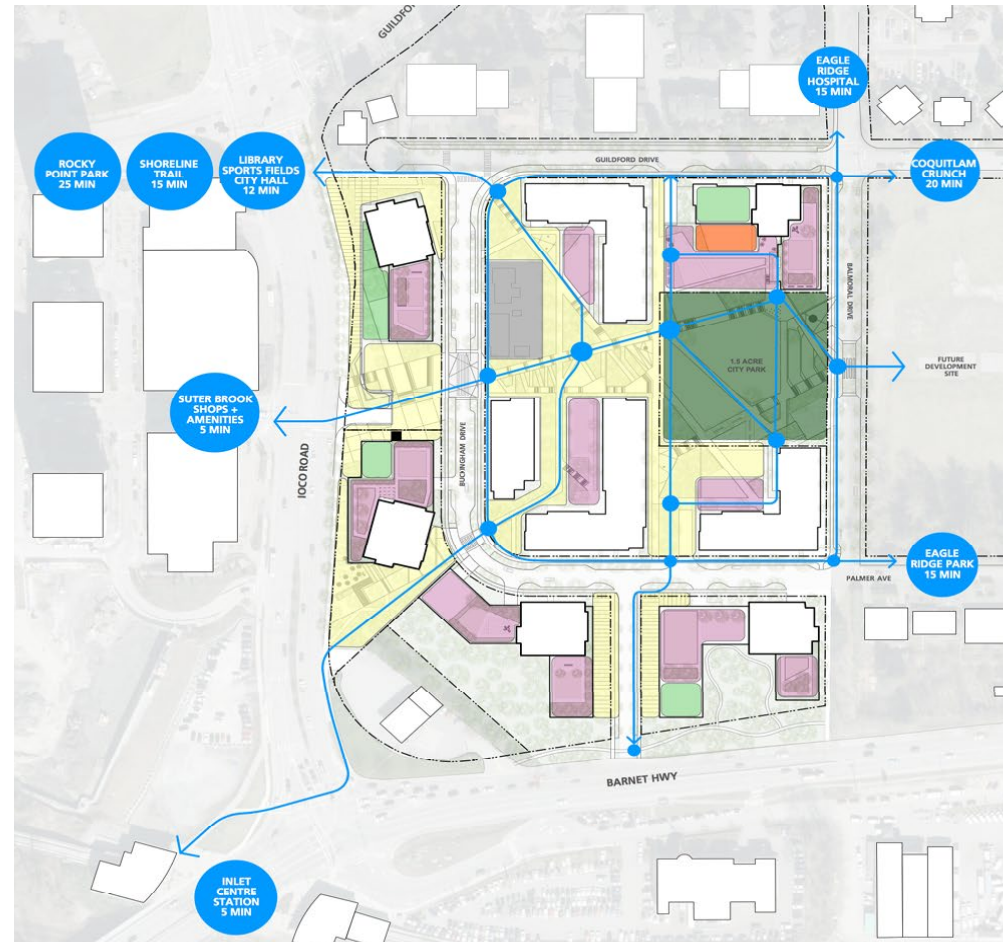 GUILDFO
EAGLE
RIDGE
HOSPITAL
15 MIN
ROCKY
POINT PARK
25 MIN
SHORELINE
TRAIL
15 MIN
LIBRARY
SPORTS FIELDS
CITY HALL
12 MIN
GUILDFORD DRIVE
COQUITLAM
CRUNCH
20 MIN
BALMORAL DRIVE
1.9 ACRE
CITY PARK
FUTURE
DEVELOPMENT
SITE
SUTER BROOK
SHOPS +
AMENITIES
5 MIN
IOCO ROAD
BUCKINGHAM DRIVE
EAGLE
RIDGE PARK
15 MIN
PALMER AVE
BARNET HWY
INLET
CENTRE
STATION
5 MIN